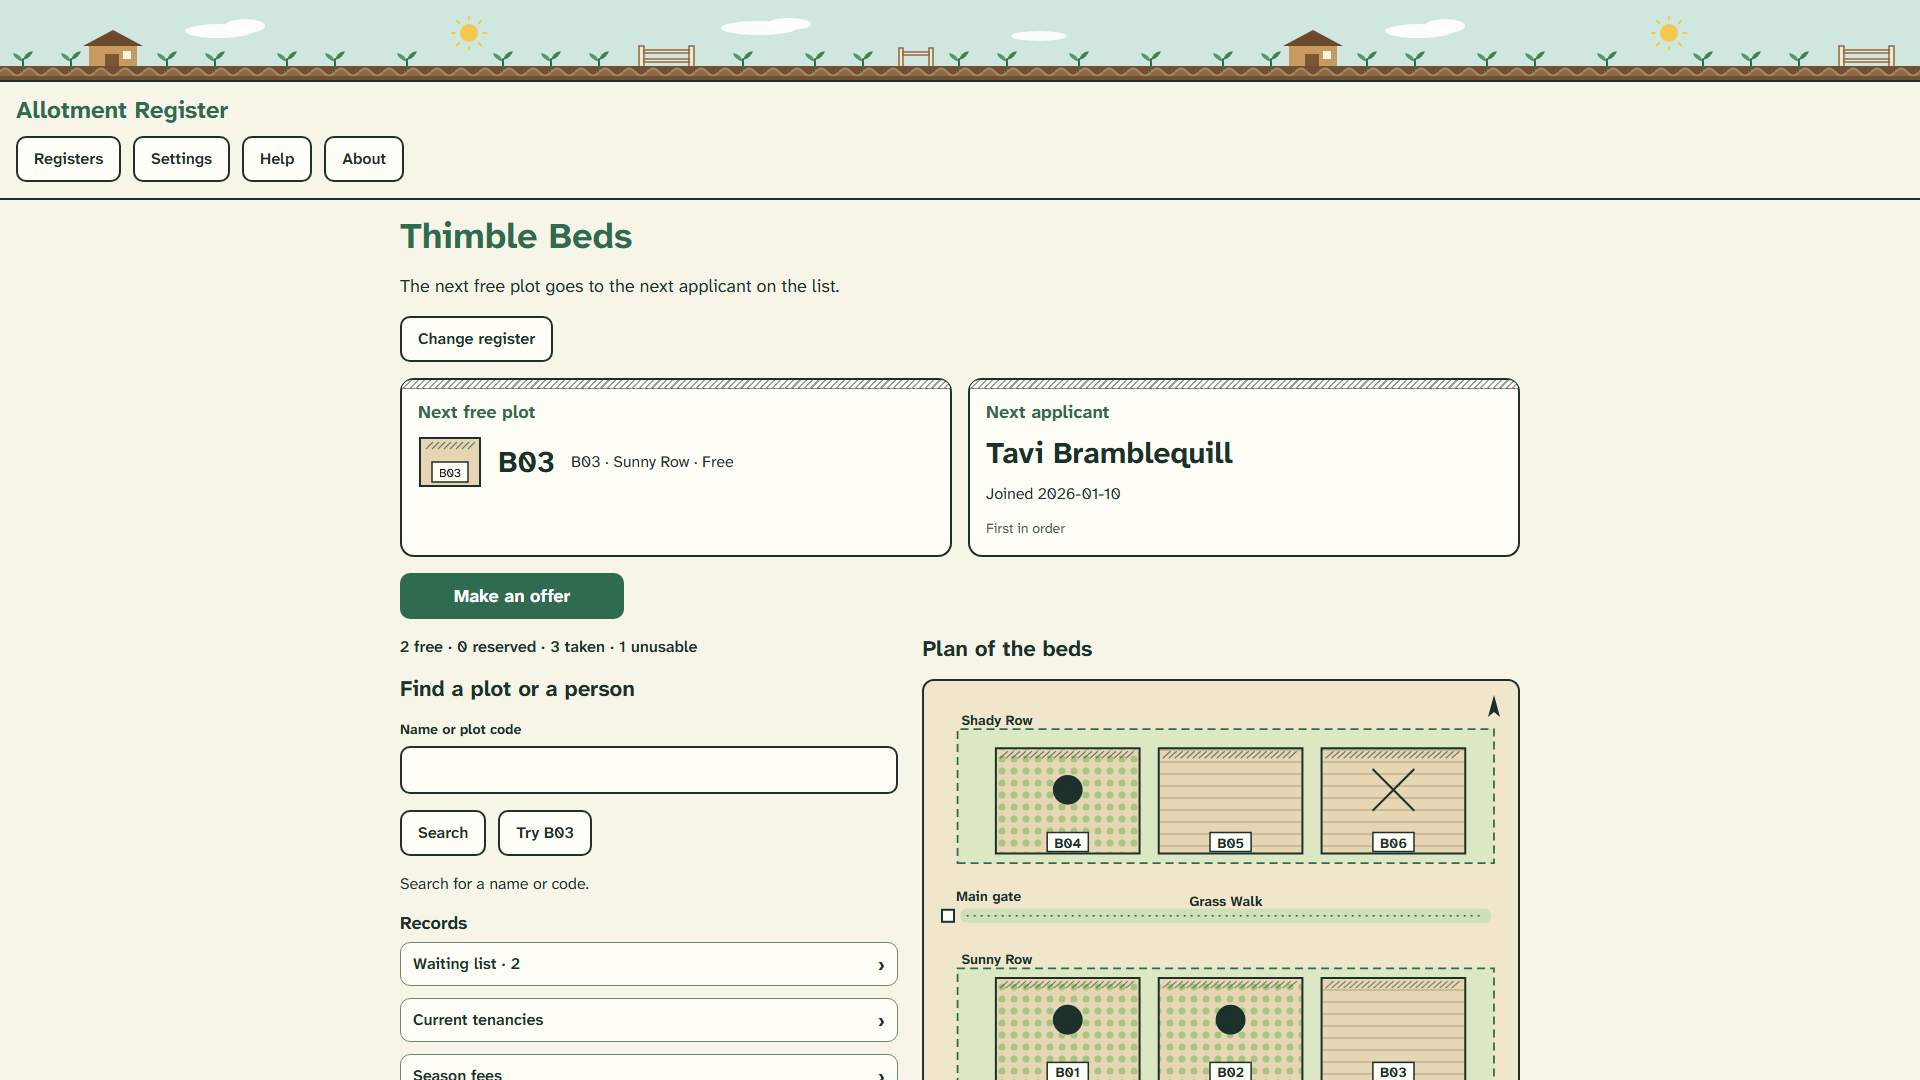 Allotment Register
Registers
Settings
Help
About
Thimble Beds
The next free plot goes to the next applicant on the list.
Change register
Next free plot
B03
B03
B03 · Sunny Row · Free
Next applicant
Tavi Bramblequill
Joined 2026-01-10
First in order
Make an offer
2 free · 0 reserved · 3 taken · 1 unusable
Find a plot or a person
Name or plot code
Search
Try B03
Search for a name or code.
Records
Waiting list · 2
Current tenancies
Season fees
Plan of the beds
Shady Row
B04
B05
B06
Main gate
Grass Walk
Sunny Row
B01
B02
B03